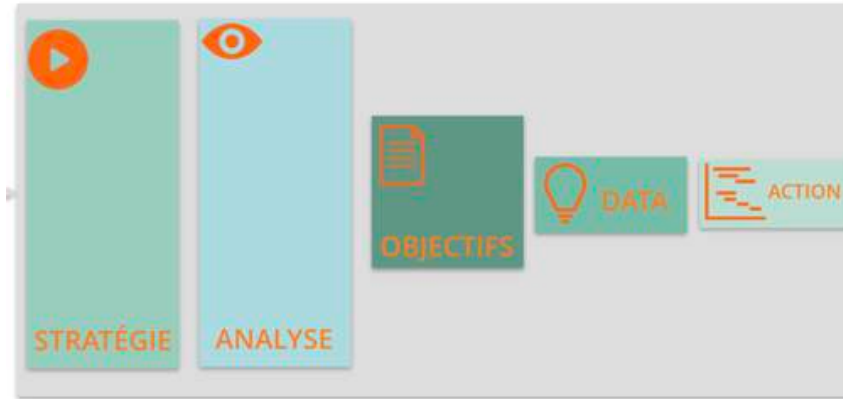 STRATÉGIE
ANALYSE
OBJECTIFS
DATA
ACTION